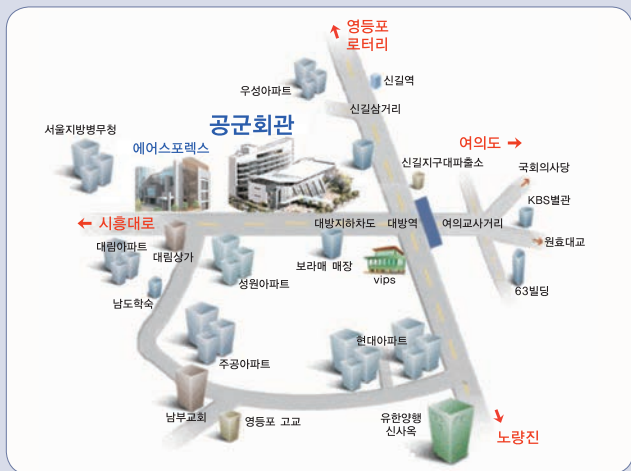 영등포
로터리
신길역
우성아파트
신길삼거리
공군회관
서울지방병무청
에어스포렉스
여의도
신길지구대파출소
국회의사당
KBS별관
시흥대로
대방지하차도
대방역
여의교사거리
원효대교
대림아파트
대림상가
보라매 매장
vips
성원아파트
63빌딩
남도학숙
현대아파트
주공아파트
남부교회
영등포 고교
유한양행
신사옥
노량진